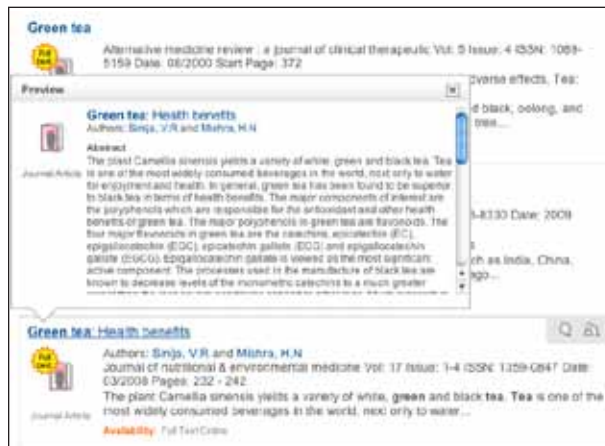 Green tea
Full text
Alternative medicine review : a journal of clinical therapeutic Vol: 5 Issue: 4 ISSN: 1089-
5159 Date: 08/2000 Start Page: 372
Preview
adverse effects, Tea:
d black, oolong, and
tree...
Green tea: Health benefits
Authors: Sinija, V.R and Mishra, H.N
Abstract
Journal Article
The plant Camellia sinensis yields a variety of white, green and black tea. Tea
is one of the most widely consumed beverages in the world, next only to water
for enjoyment and health. In general, green tea has been found to be superior
to black tea in terms of health benefits. The major components of interest are
the polyphenols which are responsible for the antioxidant and other health
benefits of green tea. The major polyphenols in green tea are flavonoids. The
four major flavonoids in green tea are the catechins, epicatechin (EC),
epigallocatechin (EGC), epicatechin gallate (ECG) and epigallocatechin
gallate (EGCG). Epigallocatechin gallate is viewed as the most significant
active component. The processes used in the manufacture of black tea are
known to decrease levels of the monometric catechins to a much greater
-8330 Date: 2009
ch as India, China,
ago...
Green tea: Health benefits
Full text
Authors: Sinija, V.R and Mishra, H.N
Journal of nutritional & environmental medicine Vol: 17 Issue: 1-4 ISSN: 1359-0847 Date:
03/2008 Pages: 232 - 242
Journal Article
The plant Camellia sinensis yields a variety of white, green and black tea. Tea is one of the
most widely consumed beverages in the world, next only to water...
Availability: Full Text Online